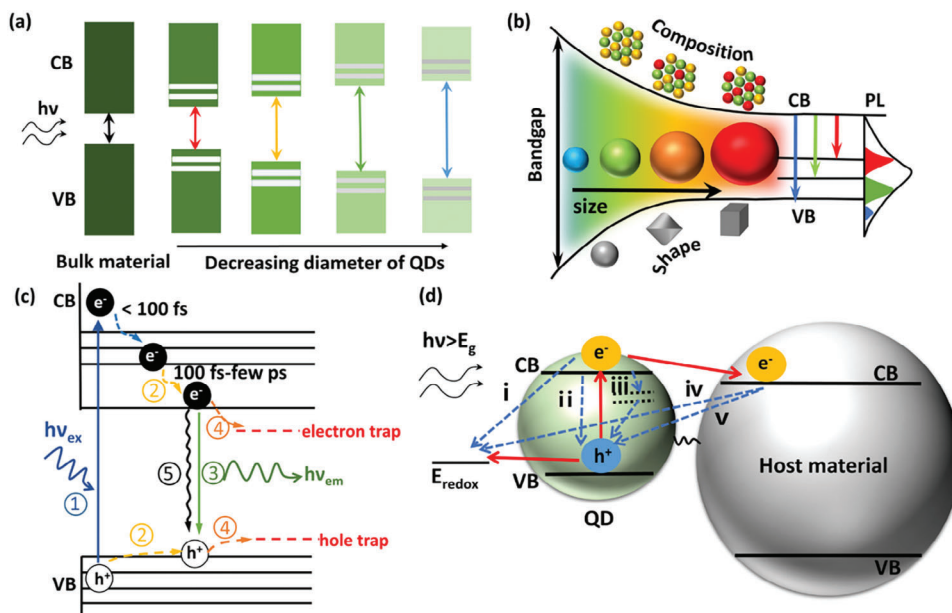 (a)
CB
hν
VB
Bulk material
Decreasing diameter of QDs
(b)
Composition
Bandgap
CB
PL
size
VB
Shape
(c)
CB
e-
< 100 fs
e-
②
100 fs-few ps
e-
④
electron trap
hν_ex
①
⑤
③
hν_em
②
④
hole trap
h+
VB
h+
(d)
hν>E_g
e-
e-
CB
i
ii
iii
iv
CB
v
h+
E_redox
VB
Host material
QD
VB